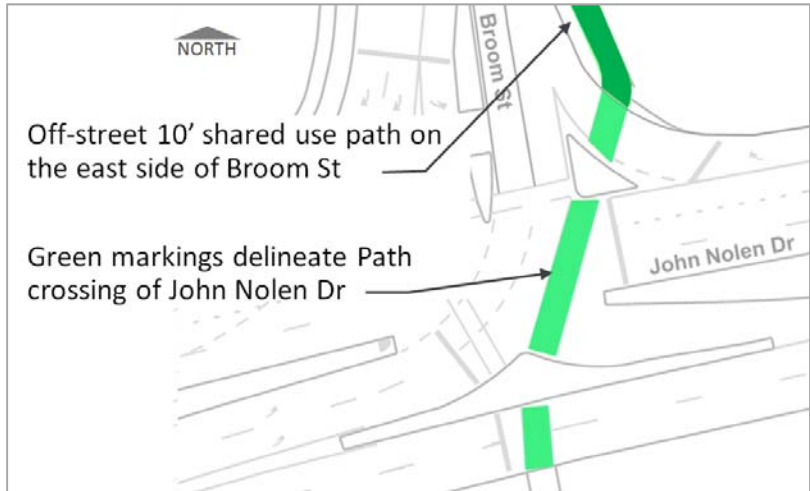 NORTH
Broom St
Off-street 10’ shared use path on
the east side of Broom St
Green markings delineate Path
crossing of John Nolen Dr
John Nolen Dr